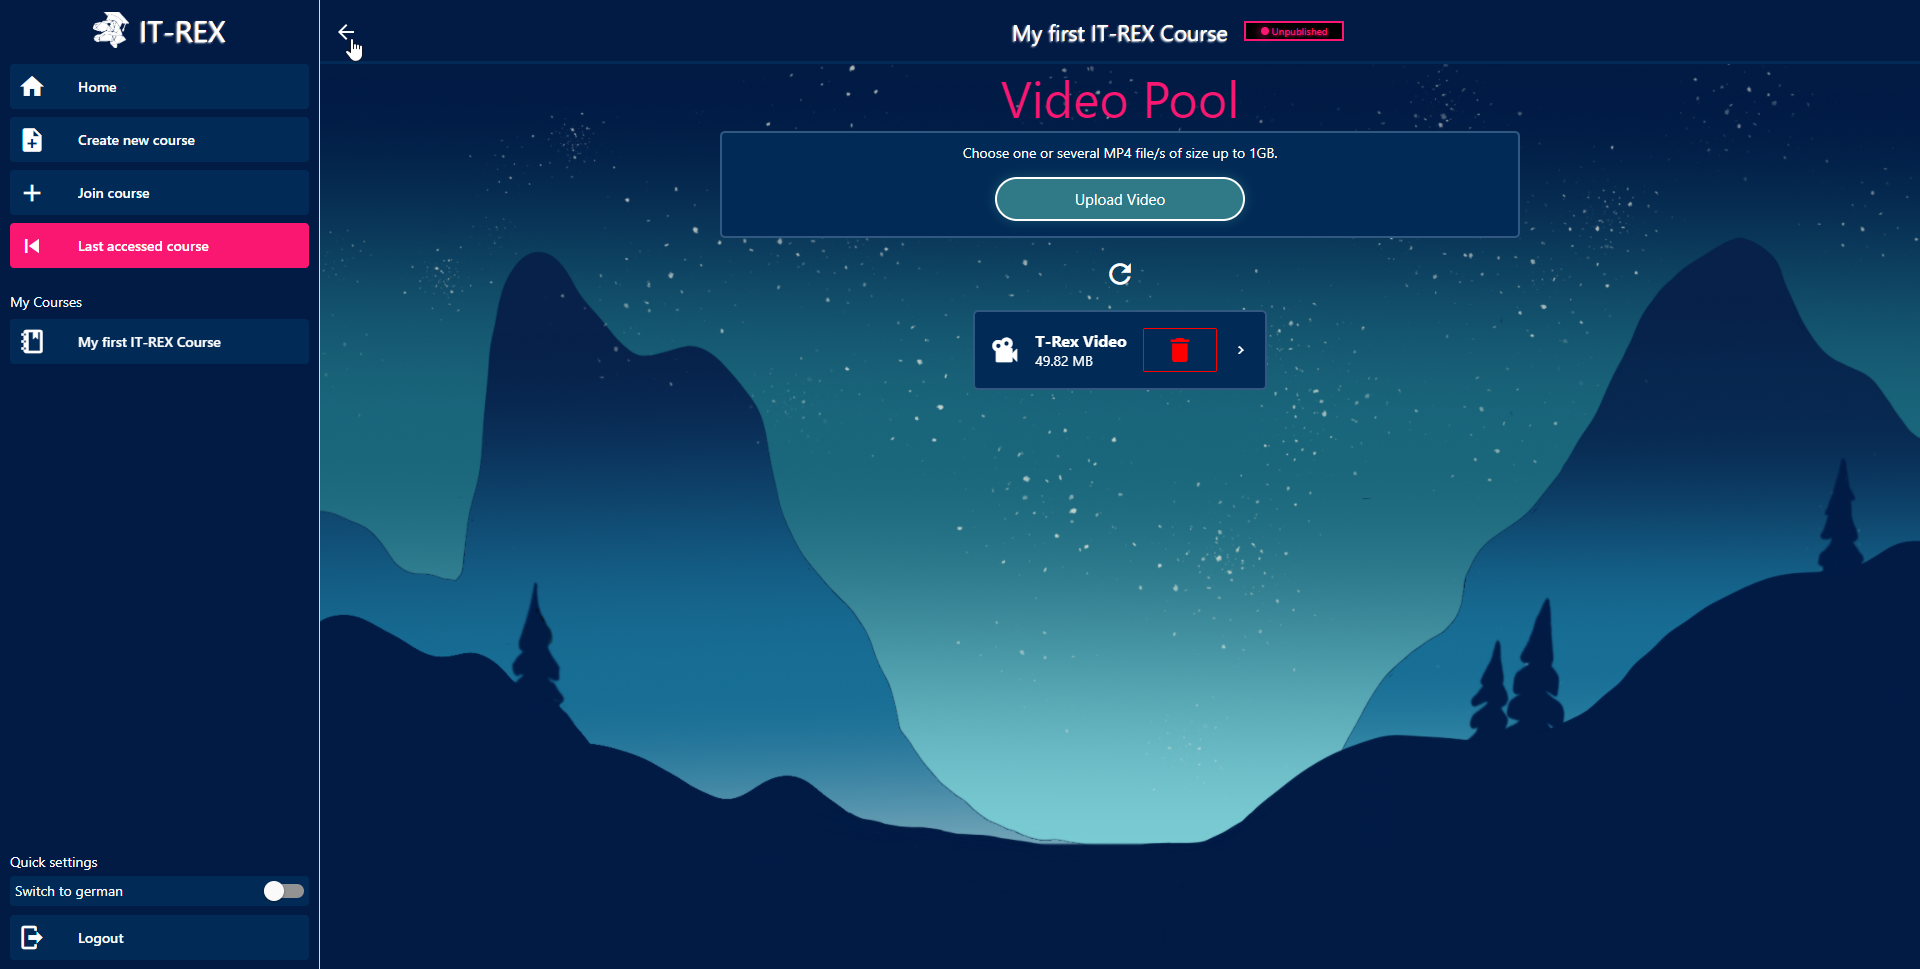 IT-REX
Home
Create new course
Join course
Last accessed course
My Courses
My first IT-REX Course
Quick settings
Switch to german
Logout
My first IT-REX Course
Unpublished
Video Pool
Choose one or several MP4 file/s of size up to 1GB.
Upload Video
T-Rex Video
49.82 MB